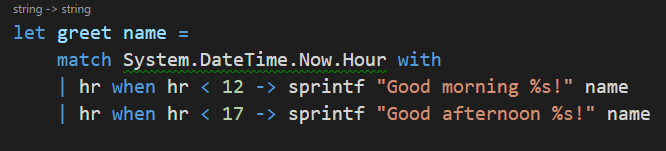 string -> string
let greet name =
    match System.DateTime.Now.Hour with
    | hr when hr < 12 -> sprintf "Good morning %s!" name
    | hr when hr < 17 -> sprintf "Good afternoon %s!" name